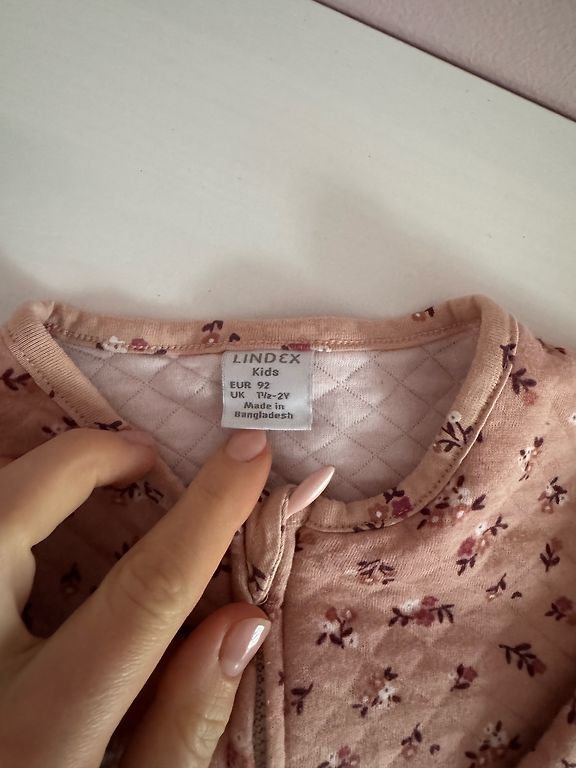 LINDEX
Kids
EUR 92
UK 1½-2Y
Made in
Bangladesh